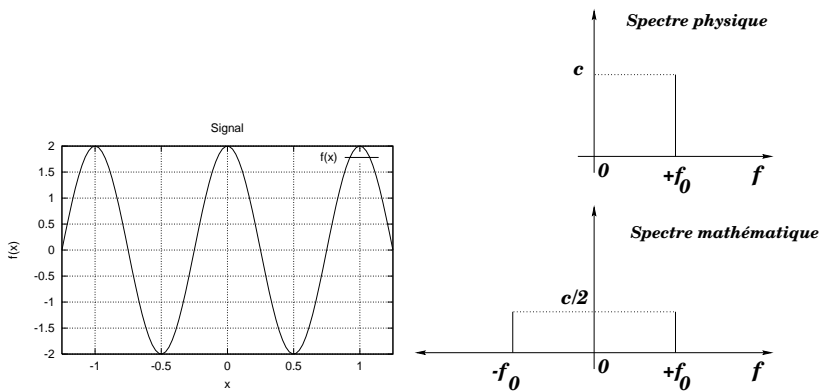 Signal
f(x)
2
1.5
1
0.5
0
-0.5
-1
-1.5
-2
-1 -0.5 0 0.5 1
x
f(x)
Spectre physique
c
0 +f0 f
Spectre mathématique
c/2
-f0 0 +f0 f